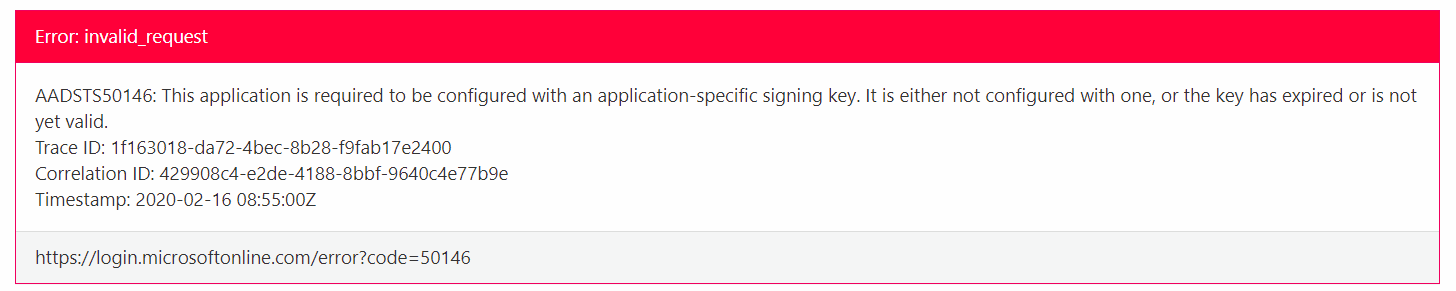 Error: invalid_request
AADSTS50146: This application is required to be configured with an application-specific signing key. It is either not configured with one, or the key has expired or is not
yet valid.
Trace ID: 1f163018-da72-4bec-8b28-f9fab17e2400
Correlation ID: 429908c4-e2de-4188-8bbf-9640c4e77b9e
Timestamp: 2020-02-16 08:55:00Z
https://login.microsoftonline.com/error?code=50146